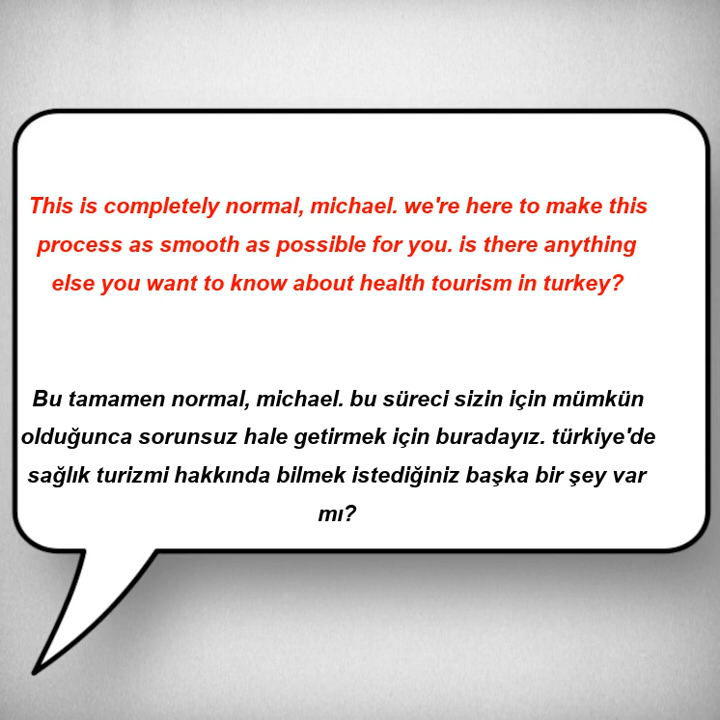 This is completely normal, michael. we're here to make this
process as smooth as possible for you. is there anything
else you want to know about health tourism in turkey?
Bu tamamen normal, michael. bu süreci sizin için mümkün
olduğunca sorunsuz hale getirmek için buradayız. türkiye'de
sağlık turizmi hakkında bilmek istediğiniz başka bir şey var
mı?